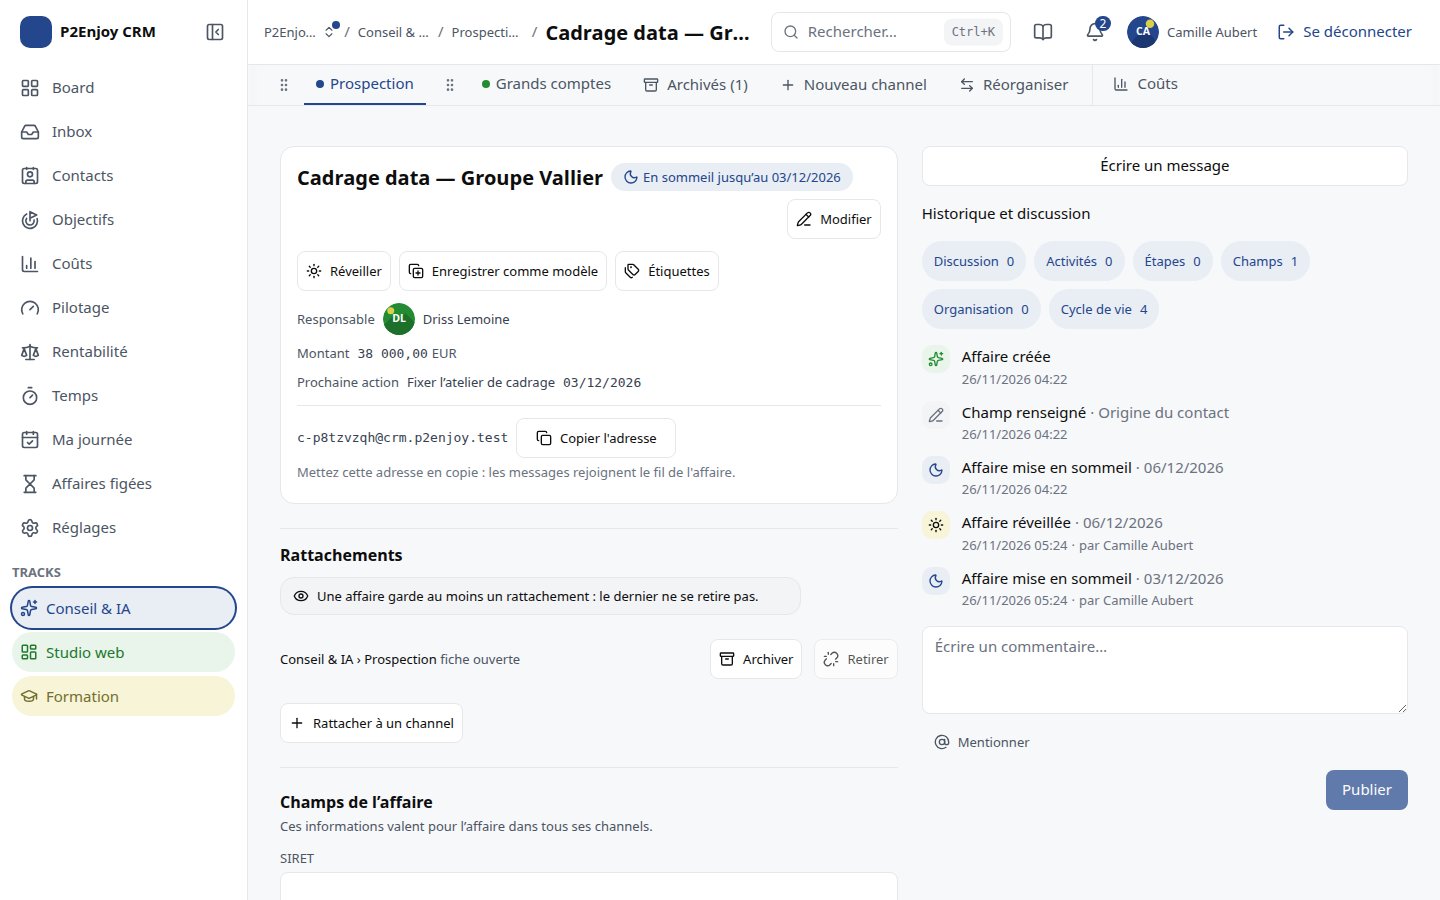 P2Enjoy CRM
Board
Inbox
Contacts
Objectifs
Coûts
Pilotage
Rentabilité
Temps
Ma journée
Affaires figées
Réglages
TRACKS
Conseil & IA
Studio web
Formation
P2Enjo... / Conseil & ... / Prospecti... / Cadrage data — Gr...
Rechercher... Ctrl+K
2
CA Camille Aubert
Se déconnecter
Prospection
Grands comptes
Archivés (1)
Nouveau channel
Réorganiser
Coûts
Cadrage data — Groupe Vallier
En sommeil jusqu’au 03/12/2026
Modifier
Réveiller
Enregistrer comme modèle
Étiquettes
Responsable DL Driss Lemoine
Montant 38 000,00 EUR
Prochaine action Fixer l’atelier de cadrage 03/12/2026
c-p8tzvzqh@crm.p2enjoy.test Copier l'adresse
Mettez cette adresse en copie : les messages rejoignent le fil de l'affaire.
Rattachements
Une affaire garde au moins un rattachement : le dernier ne se retire pas.
Conseil & IA › Prospection fiche ouverte
Archiver
Retirer
Rattacher à un channel
Champs de l’affaire
Ces informations valent pour l’affaire dans tous ses channels.
SIRET
Écrire un message
Historique et discussion
Discussion 0
Activités 0
Étapes 0
Champs 1
Organisation 0
Cycle de vie 4
Affaire créée
26/11/2026 04:22
Champ renseigné · Origine du contact
26/11/2026 04:22
Affaire mise en sommeil · 06/12/2026
26/11/2026 04:22
Affaire réveillée · 06/12/2026
26/11/2026 05:24 · par Camille Aubert
Affaire mise en sommeil · 03/12/2026
26/11/2026 05:24 · par Camille Aubert
Écrire un commentaire...
Mentionner
Publier